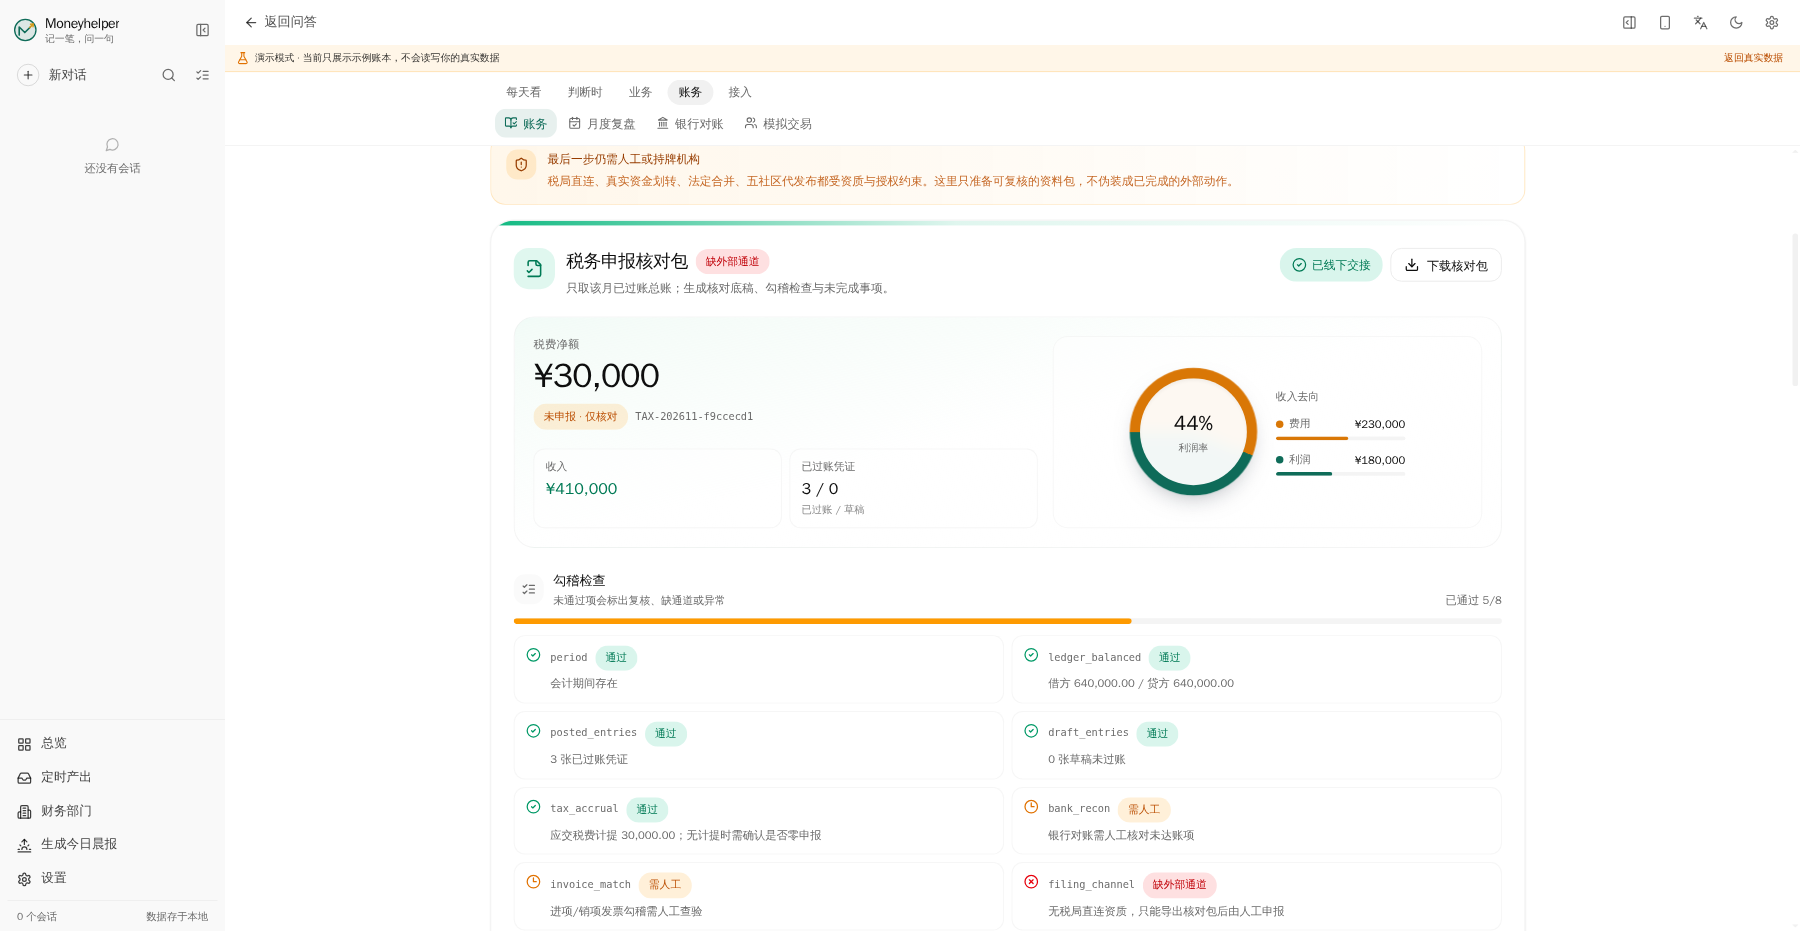 Moneyhelper
记一笔，问一句
新对话
还没有会话
总览
定时产出
财务部门
生成今日晨报
设置
0 个会话
数据存于本地
返回问答
演示模式 · 当前只展示示例账本，不会读写你的真实数据
返回真实数据
每天看
判断时
业务
账务
接入
账务
月度复盘
银行对账
模拟交易
最后一步仍需人工或持牌机构
税局直连、真实资金划转、法定合并、五社区代发布都受资质与授权约束。这里只准备可复核的资料包，不伪装成已完成的外部动作。
税务申报核对包
缺外部通道
只取该月已过账总账；生成核对底稿、勾稽检查与未完成事项。
已线下交接
下载核对包
税费净额
¥30,000
未申报 · 仅核对
TAX-202611-f9ccecd1
收入
¥410,000
已过账凭证
3 / 0
已过账 / 草稿
44%
利润率
收入去向
费用
¥230,000
利润
¥180,000
勾稽检查
未通过项会标出复核、缺通道或异常
已通过 5/8
period
通过
会计期间存在
ledger_balanced
通过
借方 640,000.00 / 贷方 640,000.00
posted_entries
通过
3 张已过账凭证
draft_entries
通过
0 张草稿未过账
tax_accrual
通过
应交税费计提 30,000.00；无计提时需确认是否零申报
bank_recon
需人工
银行对账需人工核对未达账项
invoice_match
需人工
进项/销项发票勾稽需人工查验
filing_channel
缺外部通道
无税局直连资质，只能导出核对包后由人工申报